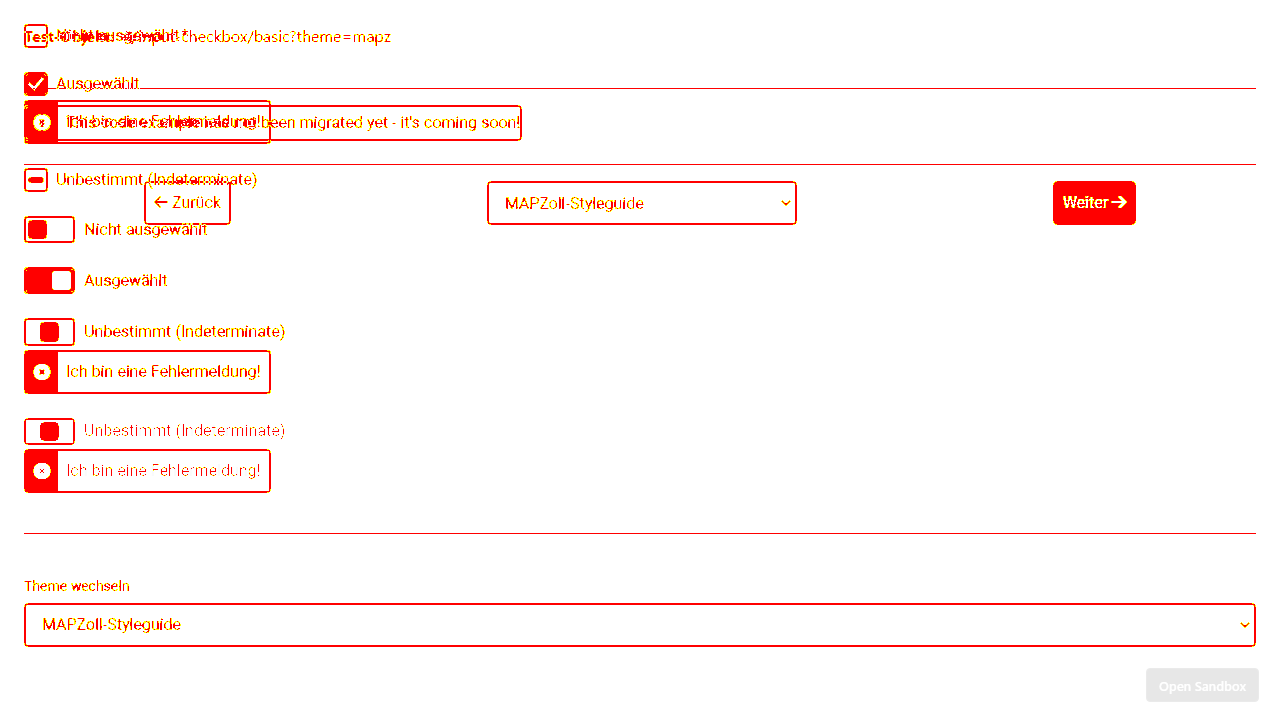 Nicht ausgewählt*
Test-Objekt: input-checkbox/basic?theme=mapz
Ausgewählt
Ich bin eine Fehlermeldung!
This code example has not been migrated yet - it's coming soon!
Unbestimmt (Indeterminate)
← Zurück
MAPZoll-Styleguide
Weiter →
Nicht ausgewählt
Ausgewählt
Unbestimmt (Indeterminate)
Ich bin eine Fehlermeldung!
Unbestimmt (Indeterminate)
Ich bin eine Fehlermeldung!
Theme wechseln
MAPZoll-Styleguide
Open Sandbox